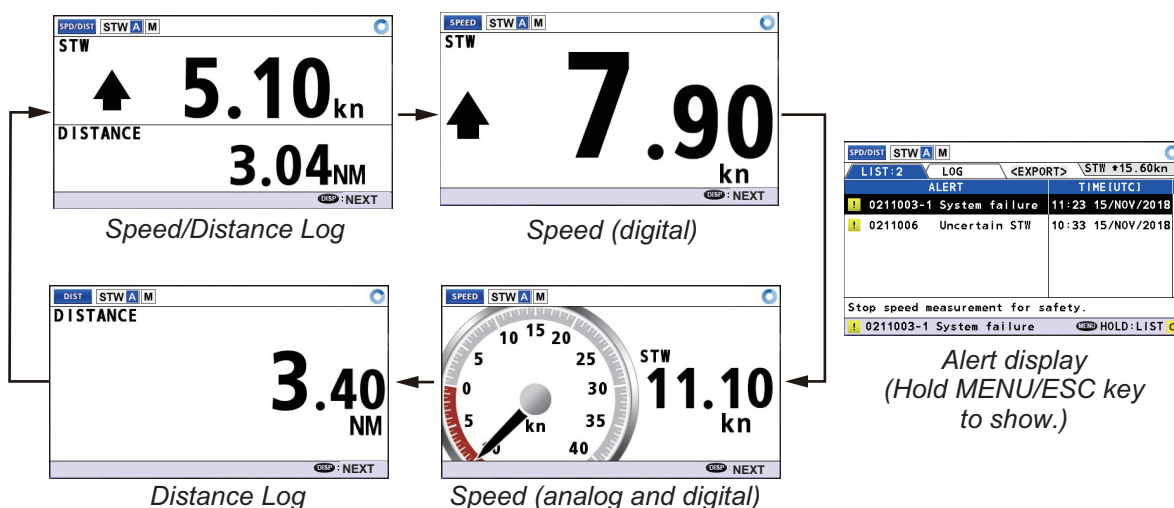 SPD/DIST STW A M
STW
5.10kn
DISTANCE
3.04NM
DISP : NEXT
Speed/Distance Log
SPEED STW A M
STW
7.90
kn
DISP : NEXT
Speed (digital)
SPD/DIST STW A M
LIST:2 LOG <EXPORT> STW ↑15.60kn
ALERT TIME[UTC]
! 0211003-1 System failure 11:23 15/NOV/2018
! 0211006 Uncertain STW 10:33 15/NOV/2018
Stop speed measurement for safety.
! 0211003-1 System failure MENU HOLD:LIST
Alert display
(Hold MENU/ESC key
to show.)
DIST STW A M
DISTANCE
3.40
NM
DISP : NEXT
Distance Log
SPEED STW A M
10 15 20
5 25
0 30
5 35
40
kn
STW
11.10
kn
DISP : NEXT
Speed (analog and digital)